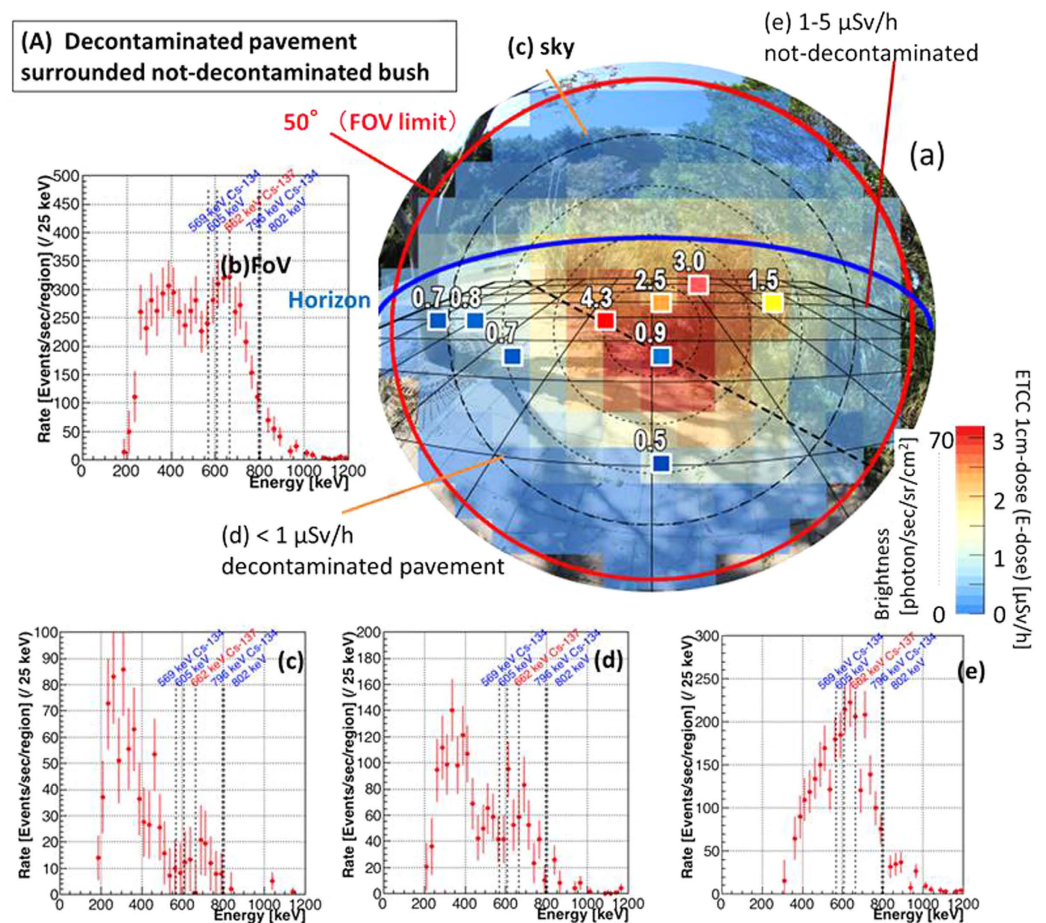 (A) Decontaminated pavement
surrounded not-decontaminated bush
(c) sky
(e) 1-5 µSv/h
not-decontaminated
50° (FOV limit)
(a)
500
450
400
350
300
250
200
150
100
50
0
Rate [Events/sec/region] (/ 25 keV)
569 keV Cs-134
605 keV
662 keV Cs-137
796 keV Cs-134
802 keV
(b)FoV
0 200 400 600 800 1000 1200
Energy [keV]
Horizon
0.7
0.8
0.7
4.3
2.5
3.0
1.5
0.9
0.5
(d) < 1 µSv/h
decontaminated pavement
Brightness
[photon/sec/sr/cm²]
70
0
3
2
1
0
ETCC 1cm-dose (E-dose) [µSv/h]
100
90
80
70
60
50
40
30
20
10
0
Rate [Events/sec/region] (/ 25 keV)
569 keV Cs-134
605 keV
662 keV Cs-137
796 keV Cs-134
802 keV
(c)
0 200 400 600 800 1000 1200
Energy [keV]
200
180
160
140
120
100
80
60
40
20
0
Rate [Events/sec/region] (/ 25 keV)
569 keV Cs-134
605 keV
662 keV Cs-137
796 keV Cs-134
802 keV
(d)
0 200 400 600 800 1000 1200
Energy [keV]
300
250
200
150
100
50
0
Rate [Events/sec/region] (/ 25 keV)
569 keV Cs-134
605 keV
662 keV Cs-137
796 keV Cs-134
802 keV
(e)
0 200 400 600 800 1000 1200
Energy [keV]